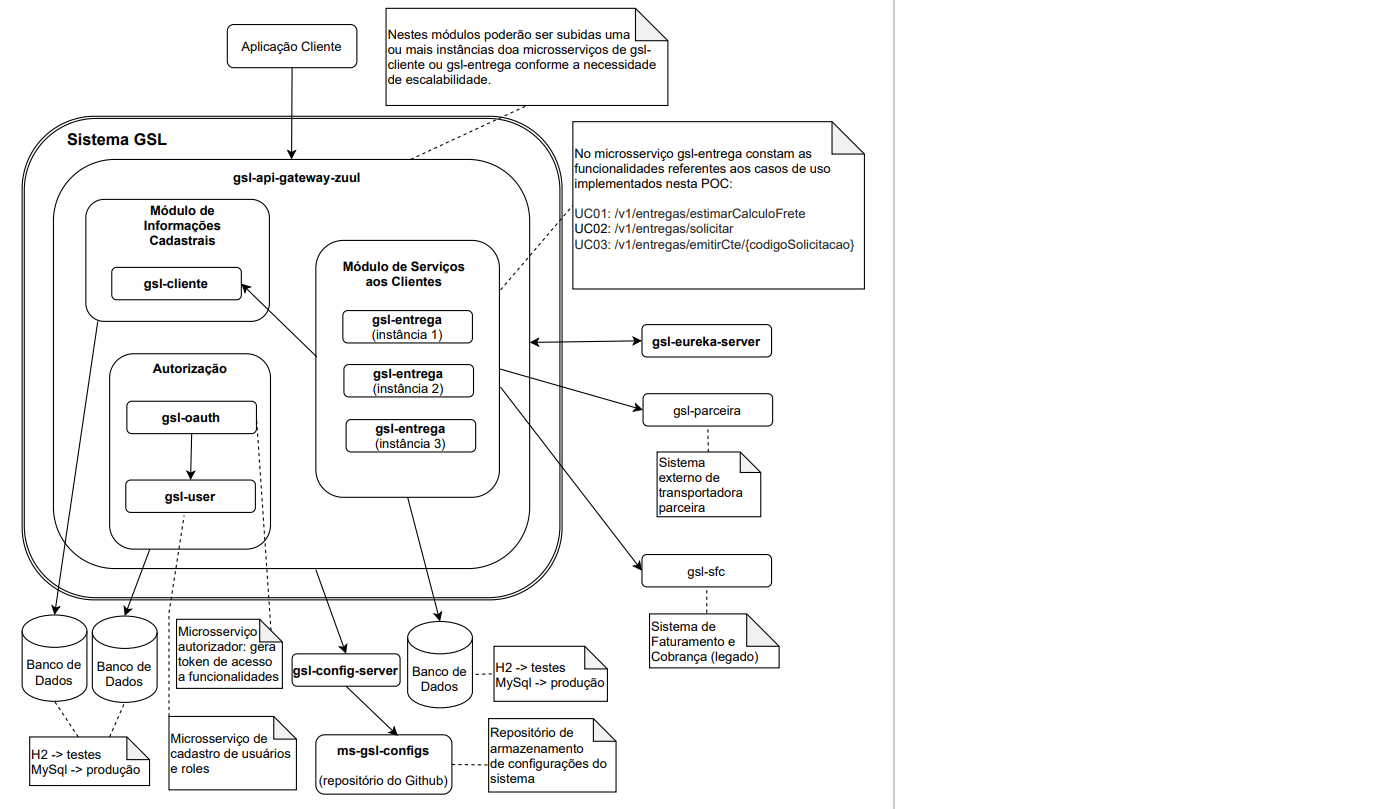 Aplicação Cliente
Nestes módulos poderão ser subidas uma
ou mais instâncias doa microsserviços de gsl-
cliente ou gsl-entrega conforme a necessidade
de escalabilidade.
Sistema GSL
gsl-api-gateway-zuul
No microsserviço gsl-entrega constam as
funcionalidades referentes aos casos de uso
implementados nesta POC:
UC01: /v1/entregas/estimarCalculoFrete
UC02: /v1/entregas/solicitar
UC03: /v1/entregas/emitirCte/{codigoSolicitacao}
Módulo de
Informações
Cadastrais
gsl-cliente
Módulo de Serviços
aos Clientes
gsl-entrega
(instância 1)
gsl-entrega
(instância 2)
gsl-entrega
(instância 3)
Autorização
gsl-oauth
gsl-user
gsl-eureka-server
gsl-parceira
Sistema
externo de
transportadora
parceira
gsl-sfc
Sistema de
Faturamento e
Cobrança (legado)
Banco de
Dados
Banco de
Dados
Microsserviço
autorizador: gera
token de acesso
a funcionalidades
gsl-config-server
Banco de
Dados
H2 -> testes
MySql -> produção
H2 -> testes
MySql -> produção
Microsserviço de
cadastro de usuários
e roles
ms-gsl-configs
(repositório do Github)
Repositório de
armazenamento
de configurações do
sistema